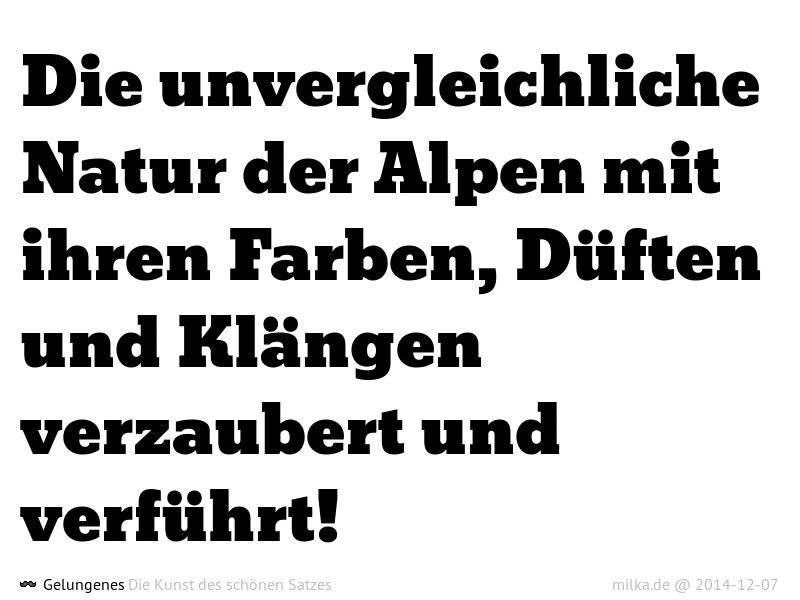 Die unvergleichliche
Natur der Alpen mit
ihren Farben, Düften
und Klängen
verzaubert und
verführt!
Gelungenes Die Kunst des schönen Satzes
milka.de @ 2014-12-07